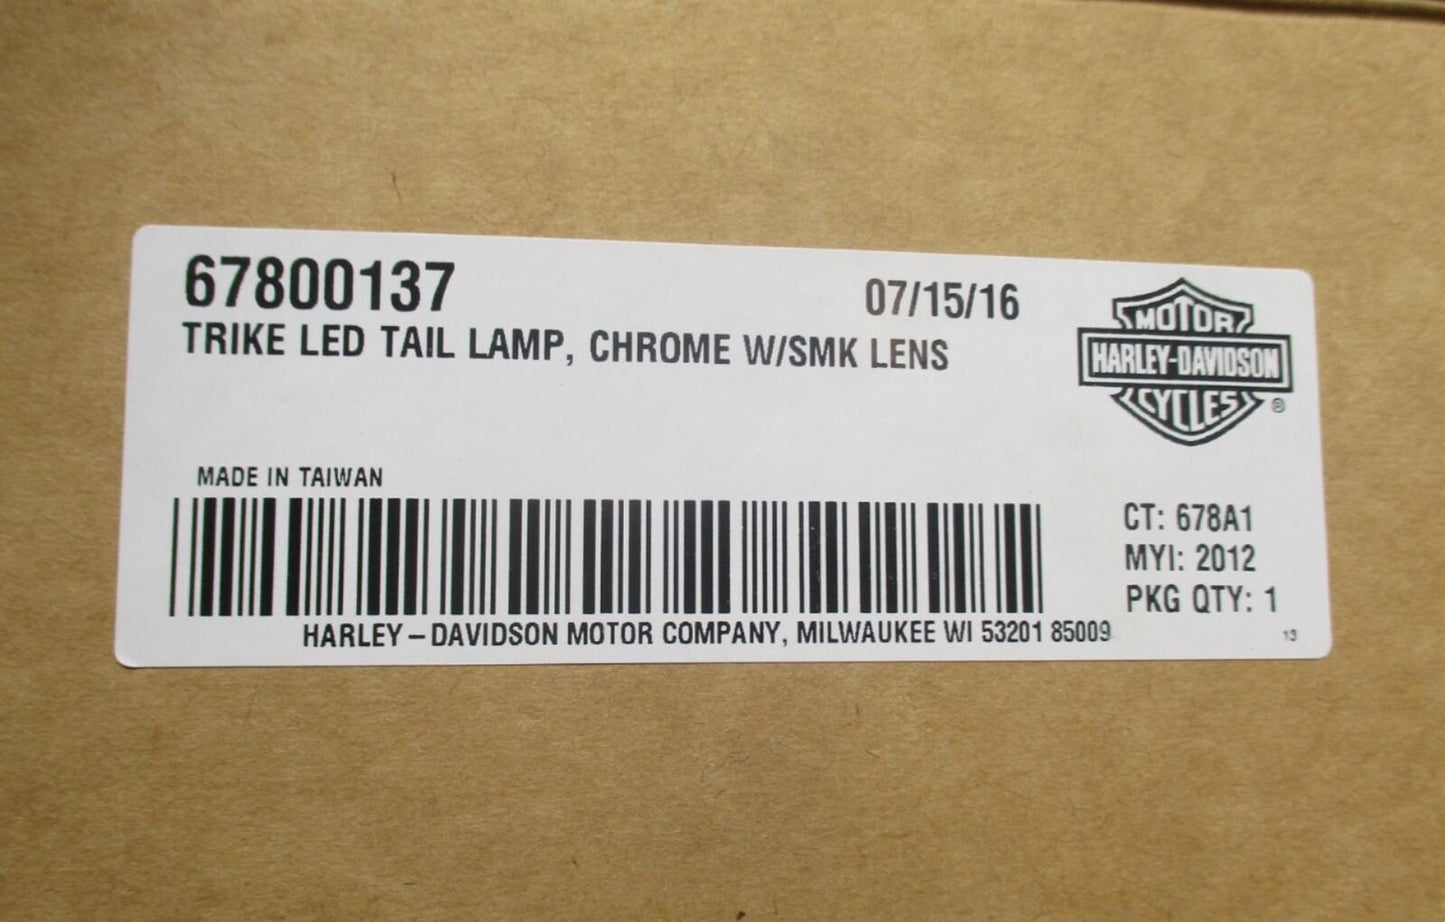 67800137
07/15/16
TRIKE LED TAIL LAMP, CHROME W/SMK LENS
MOTOR
HARLEY-DAVIDSON
CYCLES
®
MADE IN TAIWAN
CT: 678A1
MYI: 2012
PKG QTY: 1
HARLEY–DAVIDSON MOTOR COMPANY, MILWAUKEE WI 53201 85009
13